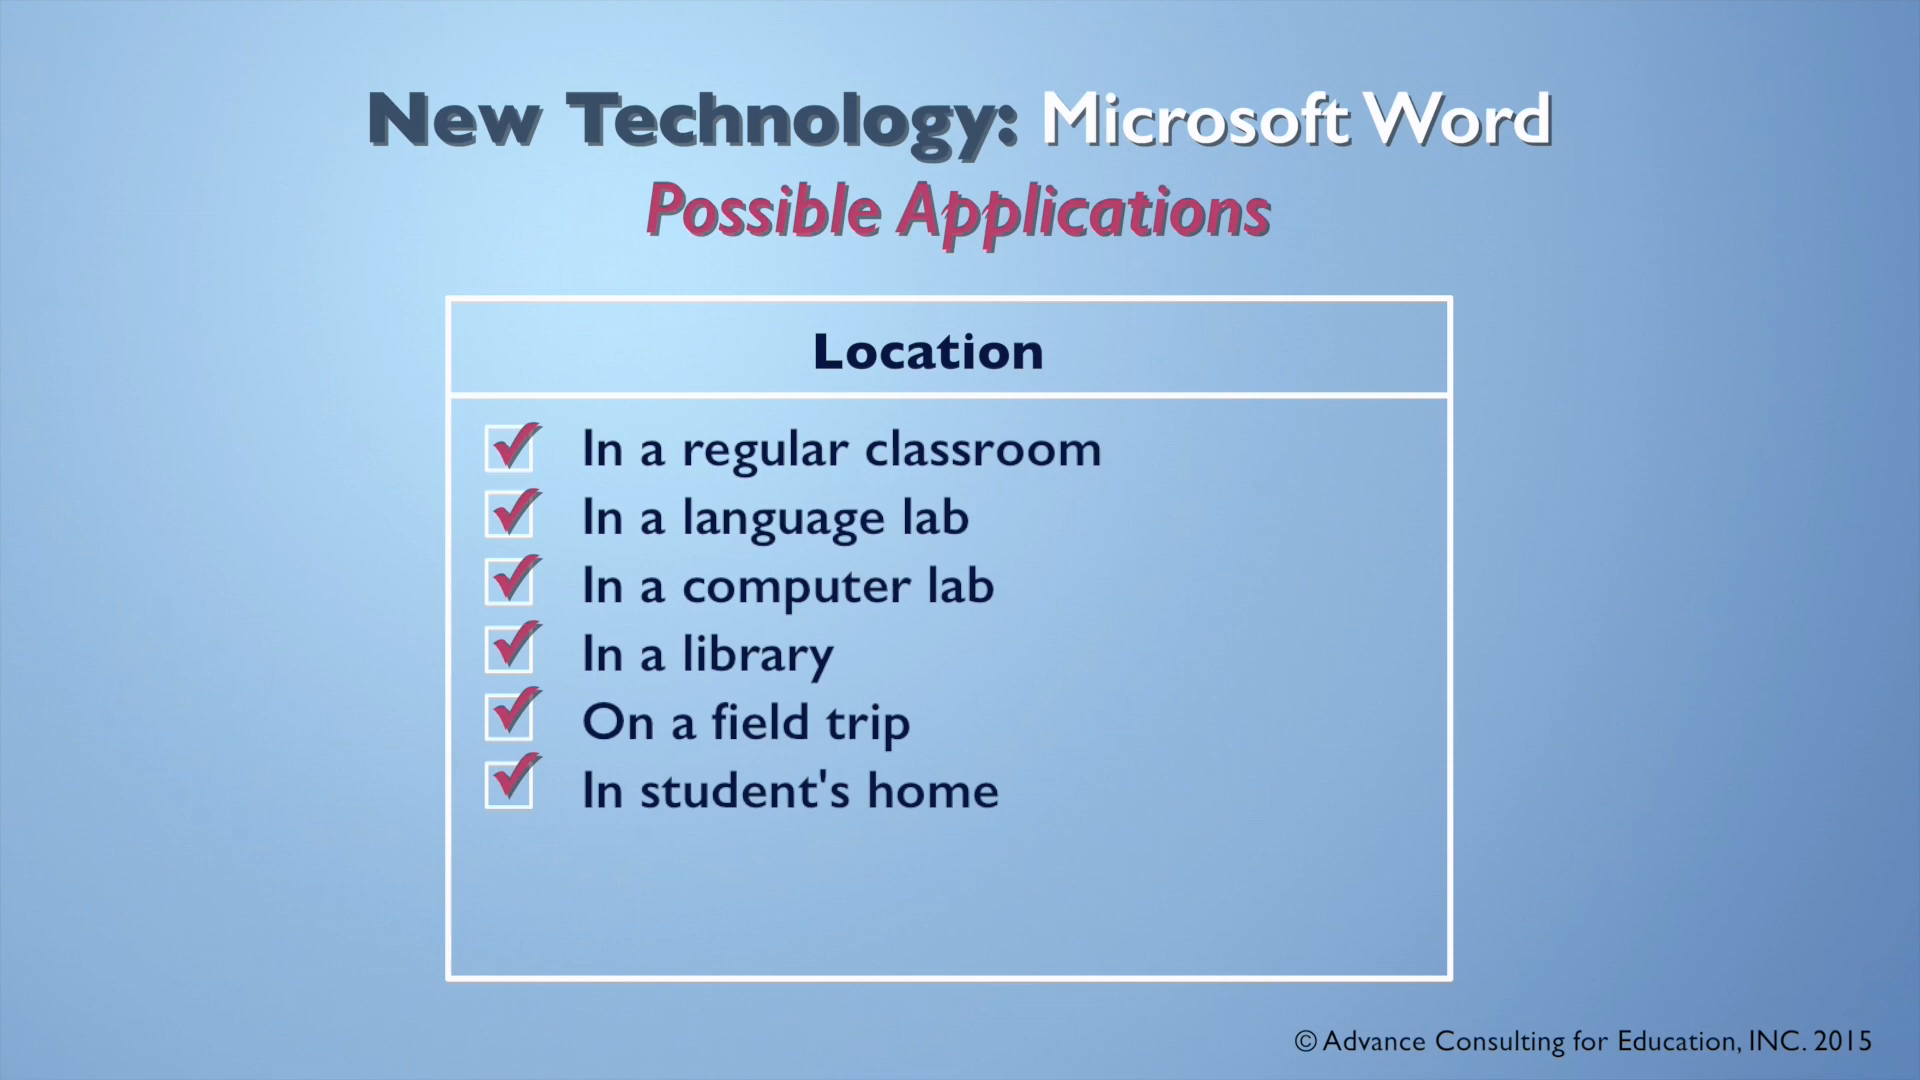 New Technology: Microsoft Word
Possible Applications
Location
In a regular classroom
In a language lab
In a computer lab
In a library
On a field trip
In student's home
© Advance Consulting for Education, INC. 2015